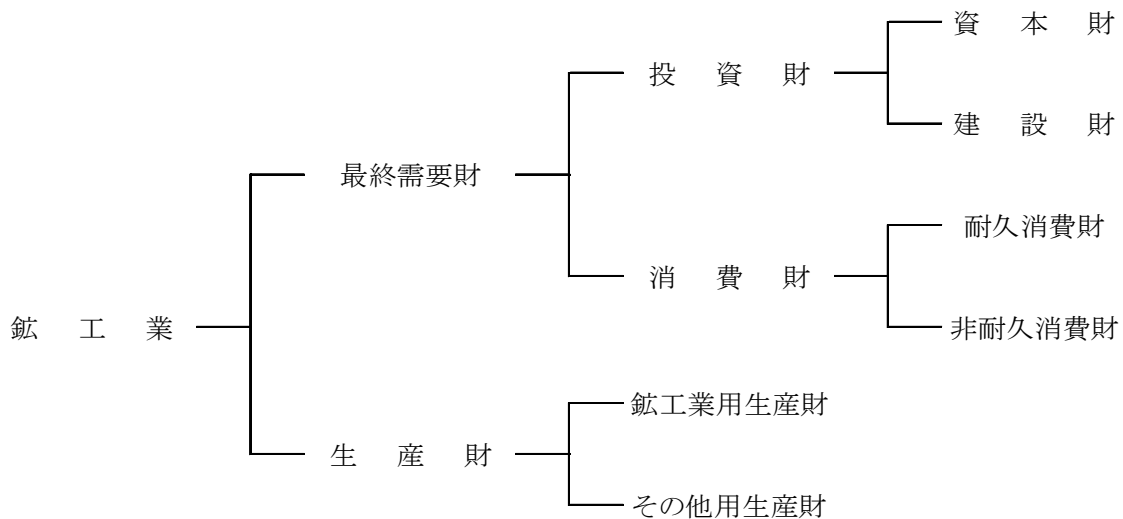 鉱工業
最終需要財
投資財
資本財
建設財
消費財
耐久消費財
非耐久消費財
生産財
鉱工業用生産財
その他用生産財